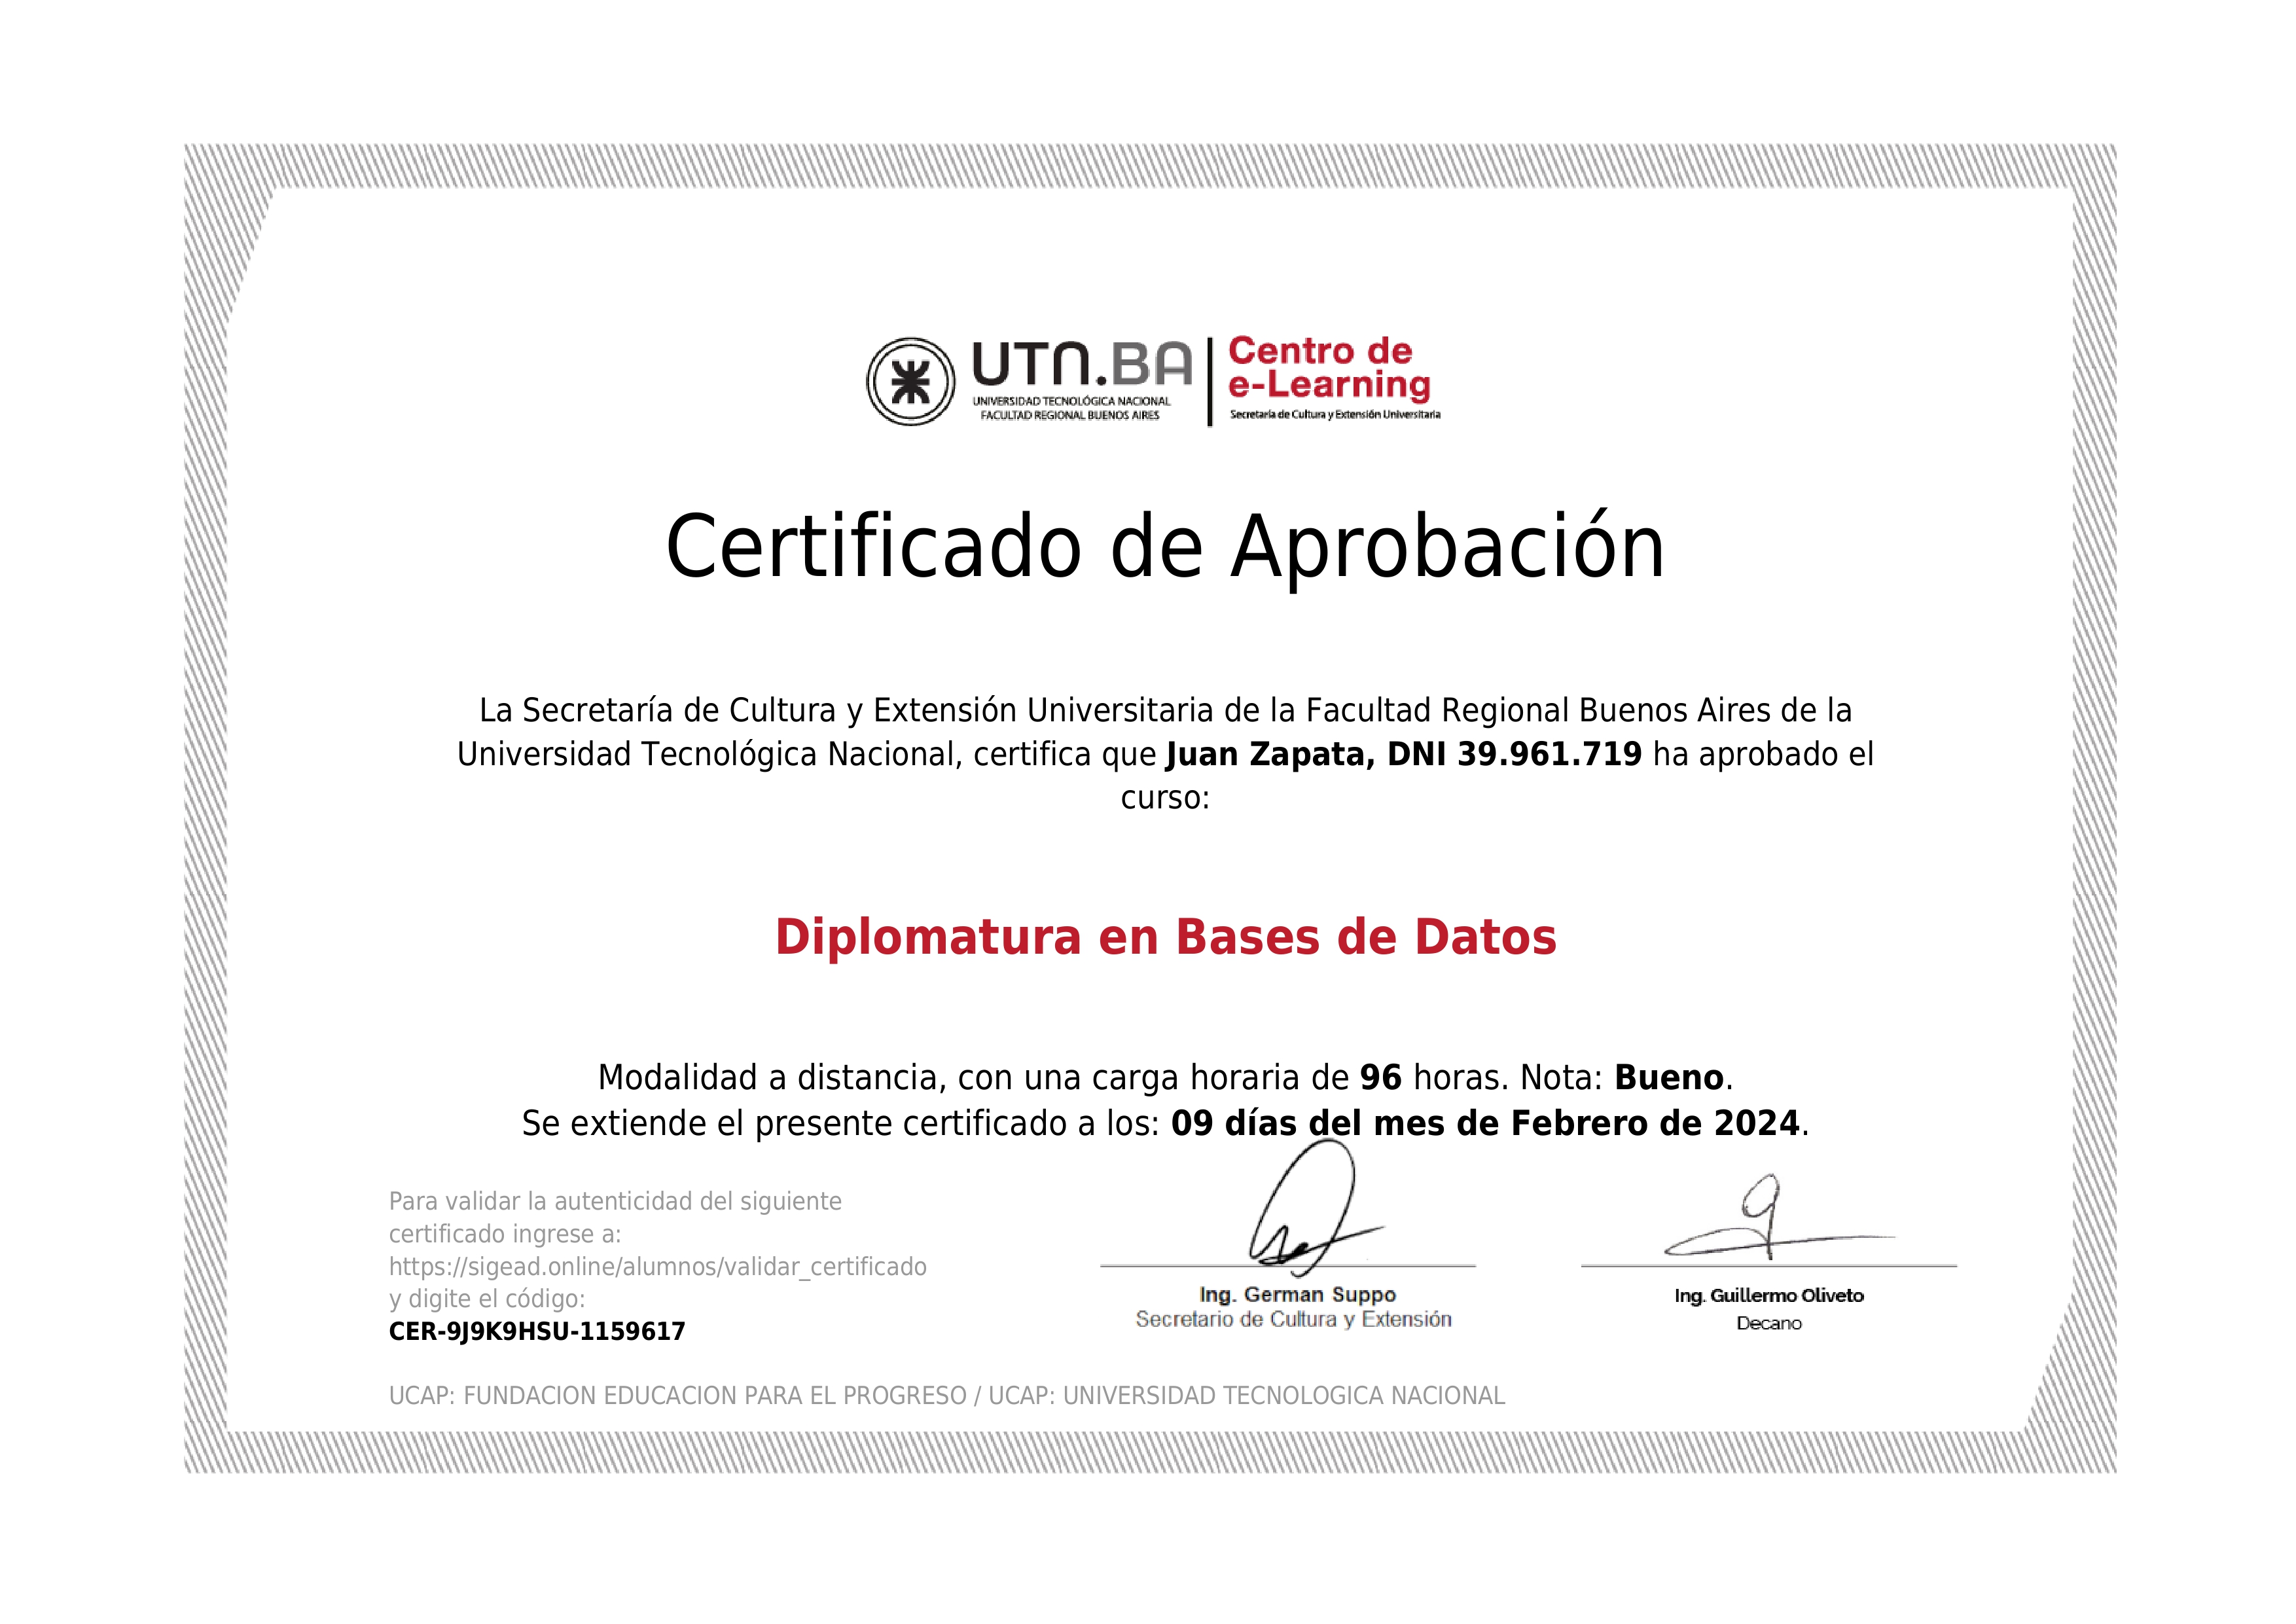 UTN.BA
UNIVERSIDAD TECNOLÓGICA NACIONAL
FACULTAD REGIONAL BUENOS AIRES
Centro de
e-Learning
Secretaría de Cultura y Extensión Universitaria
Certificado de Aprobación
La Secretaría de Cultura y Extensión Universitaria de la Facultad Regional Buenos Aires de la
Universidad Tecnológica Nacional, certifica que Juan Zapata, DNI 39.961.719 ha aprobado el
curso:
Diplomatura en Bases de Datos
Modalidad a distancia, con una carga horaria de 96 horas. Nota: Bueno.
Se extiende el presente certificado a los: 09 días del mes de Febrero de 2024.
Para validar la autenticidad del siguiente
certificado ingrese a:
https://sigead.online/alumnos/validar_certificado
y digite el código:
CER-9J9K9HSU-1159617
Ing. German Suppo
Secretario de Cultura y Extensión
Ing. Guillermo Oliveto
Decano
UCAP: FUNDACION EDUCACION PARA EL PROGRESO / UCAP: UNIVERSIDAD TECNOLOGICA NACIONAL